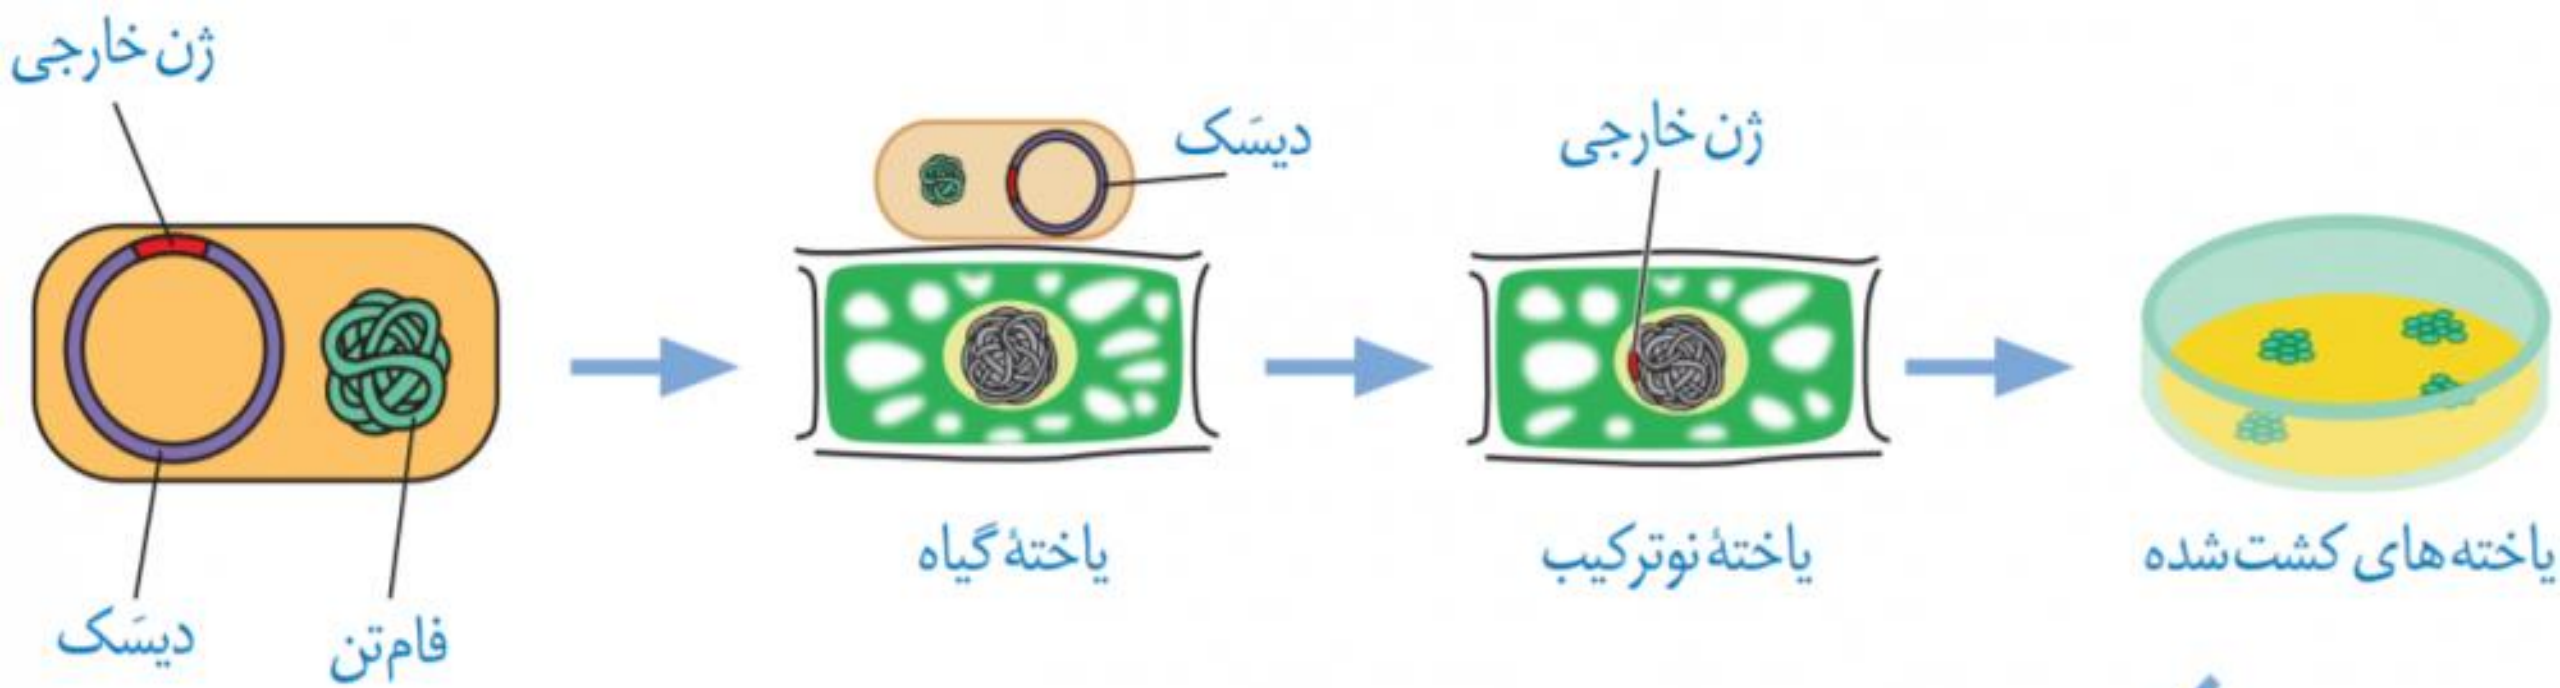 ژن خارجی
دیسَک
فام‌تن
دیسَک
یاختهٔ گیاه
ژن خارجی
یاختهٔ نوترکیب
یاخته‌های کشت‌شده